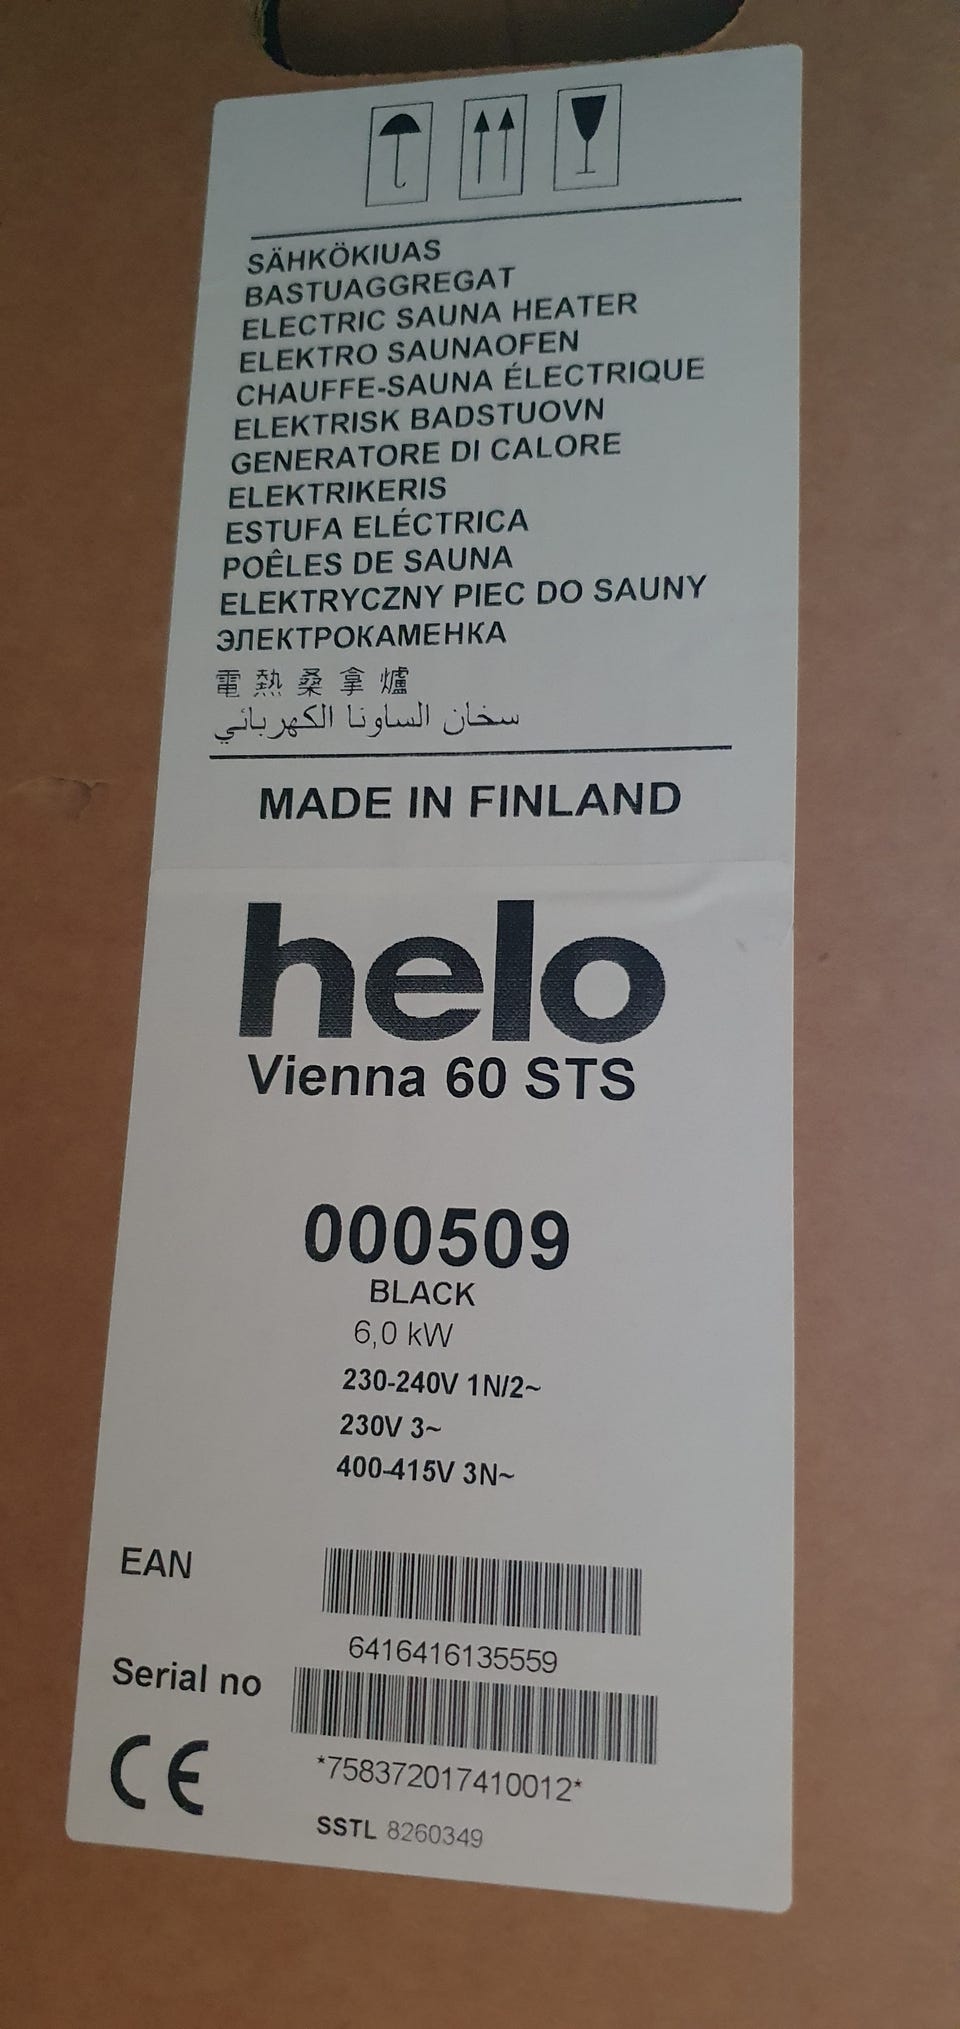 SÄHKÖKIUAS
BASTUAGGREGAT
ELECTRIC SAUNA HEATER
ELEKTRO SAUNAOFEN
CHAUFFE-SAUNA ÉLECTRIQUE
ELEKTRISK BADSTUOVN
GENERATORE DI CALORE
ELEKTRIKERIS
ESTUFA ELÉCTRICA
POÊLES DE SAUNA
ELEKTRYCZNY PIEC DO SAUNY
ЭЛЕКТРОКАМЕНКА
電熱桑拿爐
سخان الساونا الكهربائي
MADE IN FINLAND
helo
Vienna 60 STS
000509
BLACK
6,0 kW
230-240V 1N/2~
230V 3~
400-415V 3N~
EAN
6416416135559
Serial no
*758372017410012*
CE
SSTL 8260349